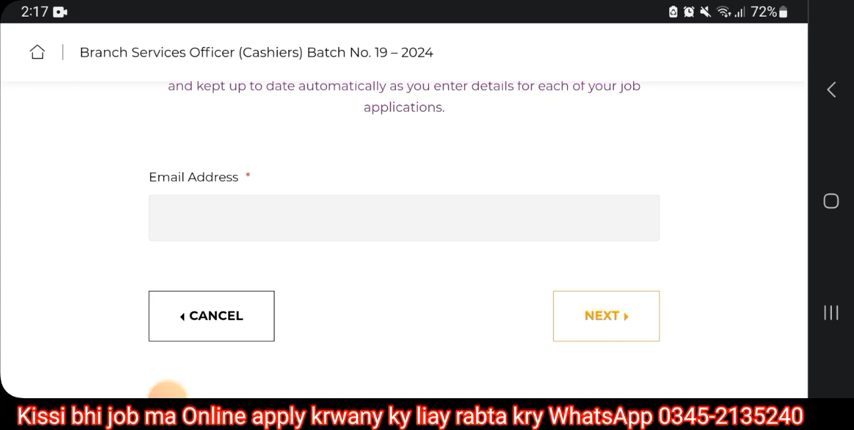 2:17 72%
Branch Services Officer (Cashiers) Batch No. 19 – 2024
and kept up to date automatically as you enter details for each of your job
applications.
Email Address *
CANCEL NEXT
Kissi bhi job ma Online apply krwany ky liay rabta kry WhatsApp 0345-2135240